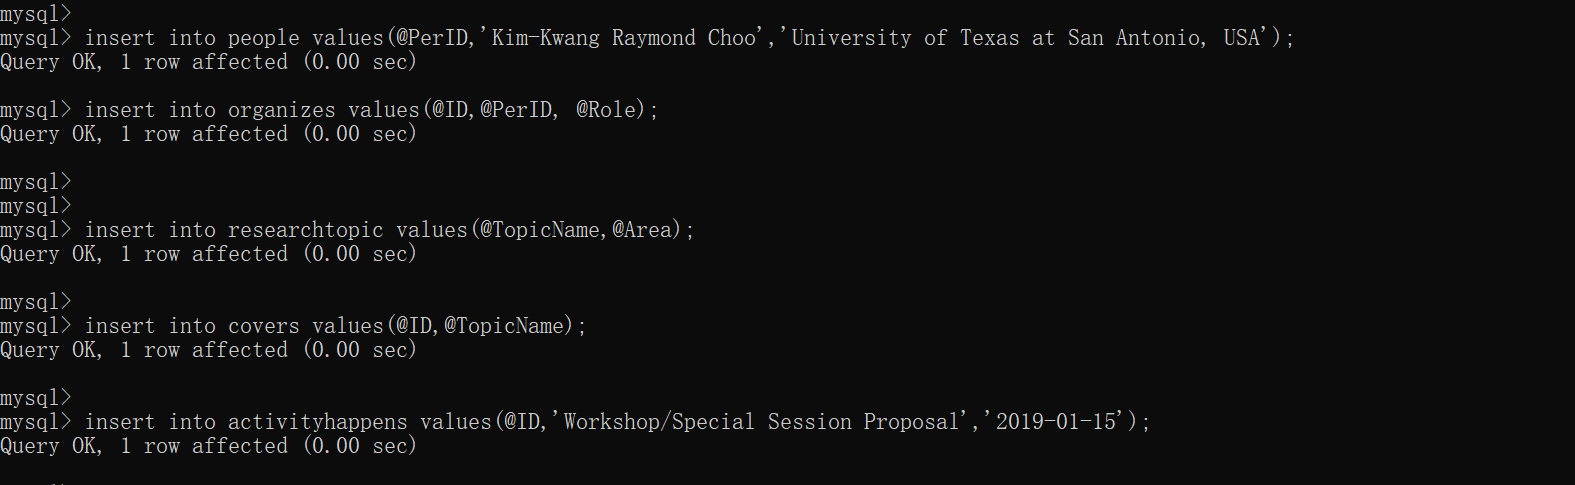 mysql>
mysql> insert into people values(@PerID,'Kim-Kwang Raymond Choo','University of Texas at San Antonio, USA');
Query OK, 1 row affected (0.00 sec)
mysql> insert into organizes values(@ID,@PerID, @Role);
Query OK, 1 row affected (0.00 sec)
mysql>
mysql>
mysql> insert into researchtopic values(@TopicName,@Area);
Query OK, 1 row affected (0.00 sec)
mysql>
mysql> insert into covers values(@ID,@TopicName);
Query OK, 1 row affected (0.00 sec)
mysql>
mysql> insert into activityhappens values(@ID,'Workshop/Special Session Proposal','2019-01-15');
Query OK, 1 row affected (0.00 sec)